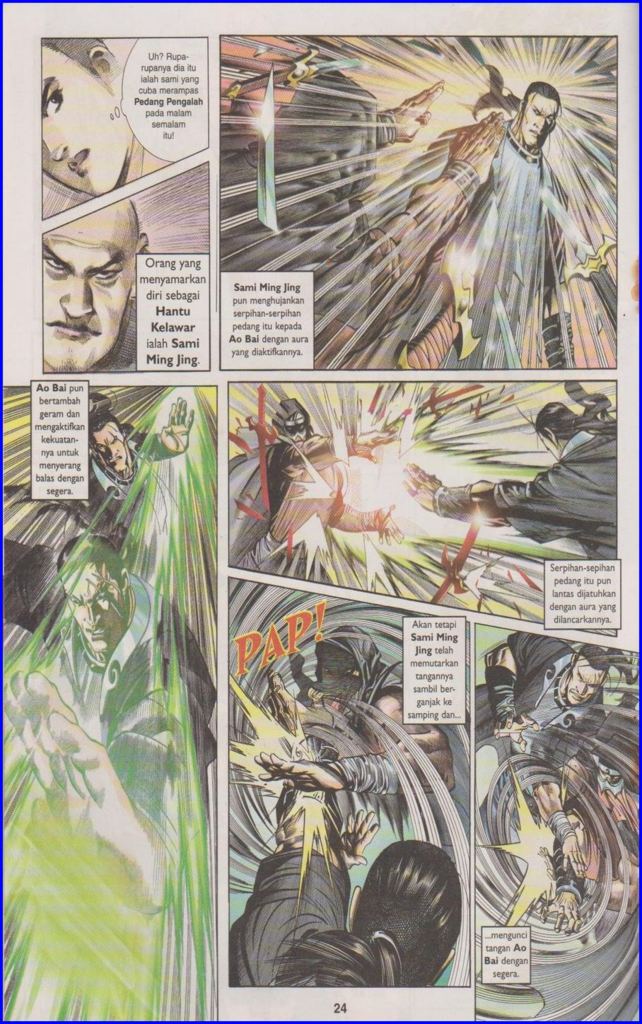 Uh? Rupa-
rupanya dia itu
ialah sami yang
cuba merampas
Pedang Pengalah
pada malam
semalam
itu!
Orang yang
menyamarkan
diri sebagai
Hantu
Kelawar
ialah Sami
Ming Jing.
Sami Ming Jing
pun menghujankan
serpihan-serpihan
pedang itu kepada
Ao Bai dengan aura
yang diaktifkannya.
Ao Bai pun
bertambah
geram dan
mengaktifkan
kekuatan-
nya untuk
menyerang
balas dengan
segera.
Serpihan-sepihan
pedang itu pun
lantas dijatuhkan
dengan aura yang
dilancarkannya.
PAP!
Akan tetapi
Sami Ming
Jing telah
memutarkan
tangannya
sambil ber-
ganjak ke
samping dan...
...mengunci
tangan Ao
Bai dengan
segera.
24